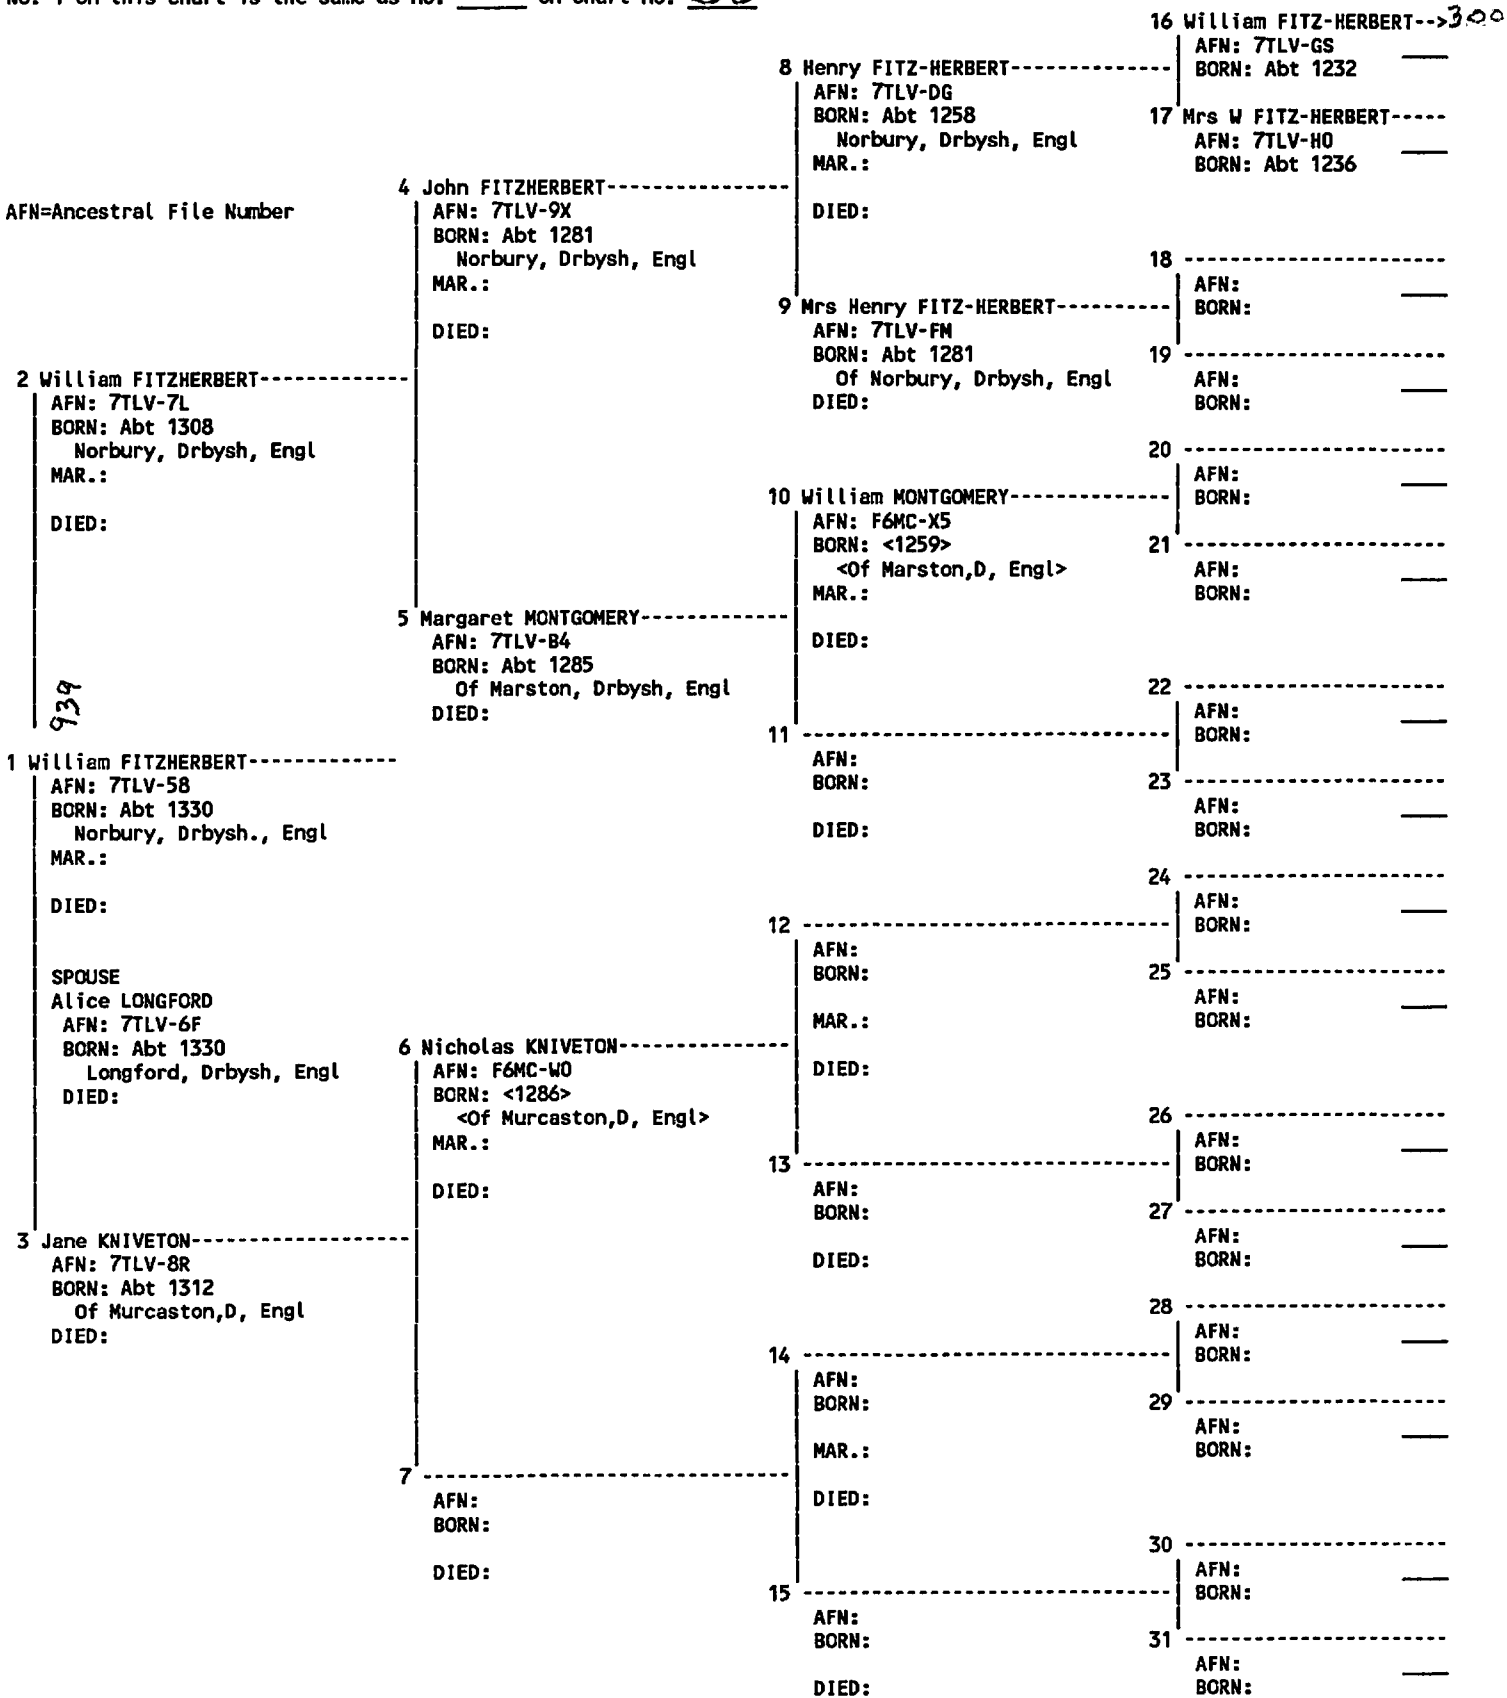 No. 1 on this chart is the same as no. _____ on chart no.
16 William FITZ-HERBERT-->300
AFN: 7TLV-GS
BORN: Abt 1232
8 Henry FITZ-HERBERT
AFN: 7TLV-DG
BORN: Abt 1258
Norbury, Drbysh, Engl
MAR.:
DIED:
17 Mrs W FITZ-HERBERT
AFN: 7TLV-H0
BORN: Abt 1236
4 John FITZHERBERT
AFN: 7TLV-9X
BORN: Abt 1281
Norbury, Drbysh, Engl
MAR.:
DIED:
AFN=Ancestral File Number
18
AFN:
BORN:
9 Mrs Henry FITZ-HERBERT
AFN: 7TLV-FM
BORN: Abt 1281
Of Norbury, Drbysh, Engl
DIED:
19
AFN:
BORN:
2 William FITZHERBERT
AFN: 7TLV-7L
BORN: Abt 1308
Norbury, Drbysh, Engl
MAR.:
DIED:
20
AFN:
BORN:
10 William MONTGOMERY
AFN: F6MC-X5
BORN: <1259>
<Of Marston,D, Engl>
MAR.:
DIED:
21
AFN:
BORN:
5 Margaret MONTGOMERY
AFN: 7TLV-B4
BORN: Abt 1285
Of Marston, Drbysh, Engl
DIED:
22
AFN:
BORN:
939
11
AFN:
BORN:
DIED:
23
AFN:
BORN:
1 William FITZHERBERT
AFN: 7TLV-58
BORN: Abt 1330
Norbury, Drbysh., Engl
MAR.:
DIED:
SPOUSE
Alice LONGFORD
AFN: 7TLV-6F
BORN: Abt 1330
Longford, Drbysh, Engl
DIED:
24
AFN:
BORN:
12
AFN:
BORN:
MAR.:
DIED:
25
AFN:
BORN:
6 Nicholas KNIVETON
AFN: F6MC-W0
BORN: <1286>
<Of Murcaston,D, Engl>
MAR.:
DIED:
26
AFN:
BORN:
13
AFN:
BORN:
DIED:
27
AFN:
BORN:
3 Jane KNIVETON
AFN: 7TLV-8R
BORN: Abt 1312
Of Murcaston,D, Engl
DIED:
28
AFN:
BORN:
14
AFN:
BORN:
MAR.:
DIED:
29
AFN:
BORN:
7
AFN:
BORN:
DIED:
30
AFN:
BORN:
15
AFN:
BORN:
DIED:
31
AFN:
BORN: